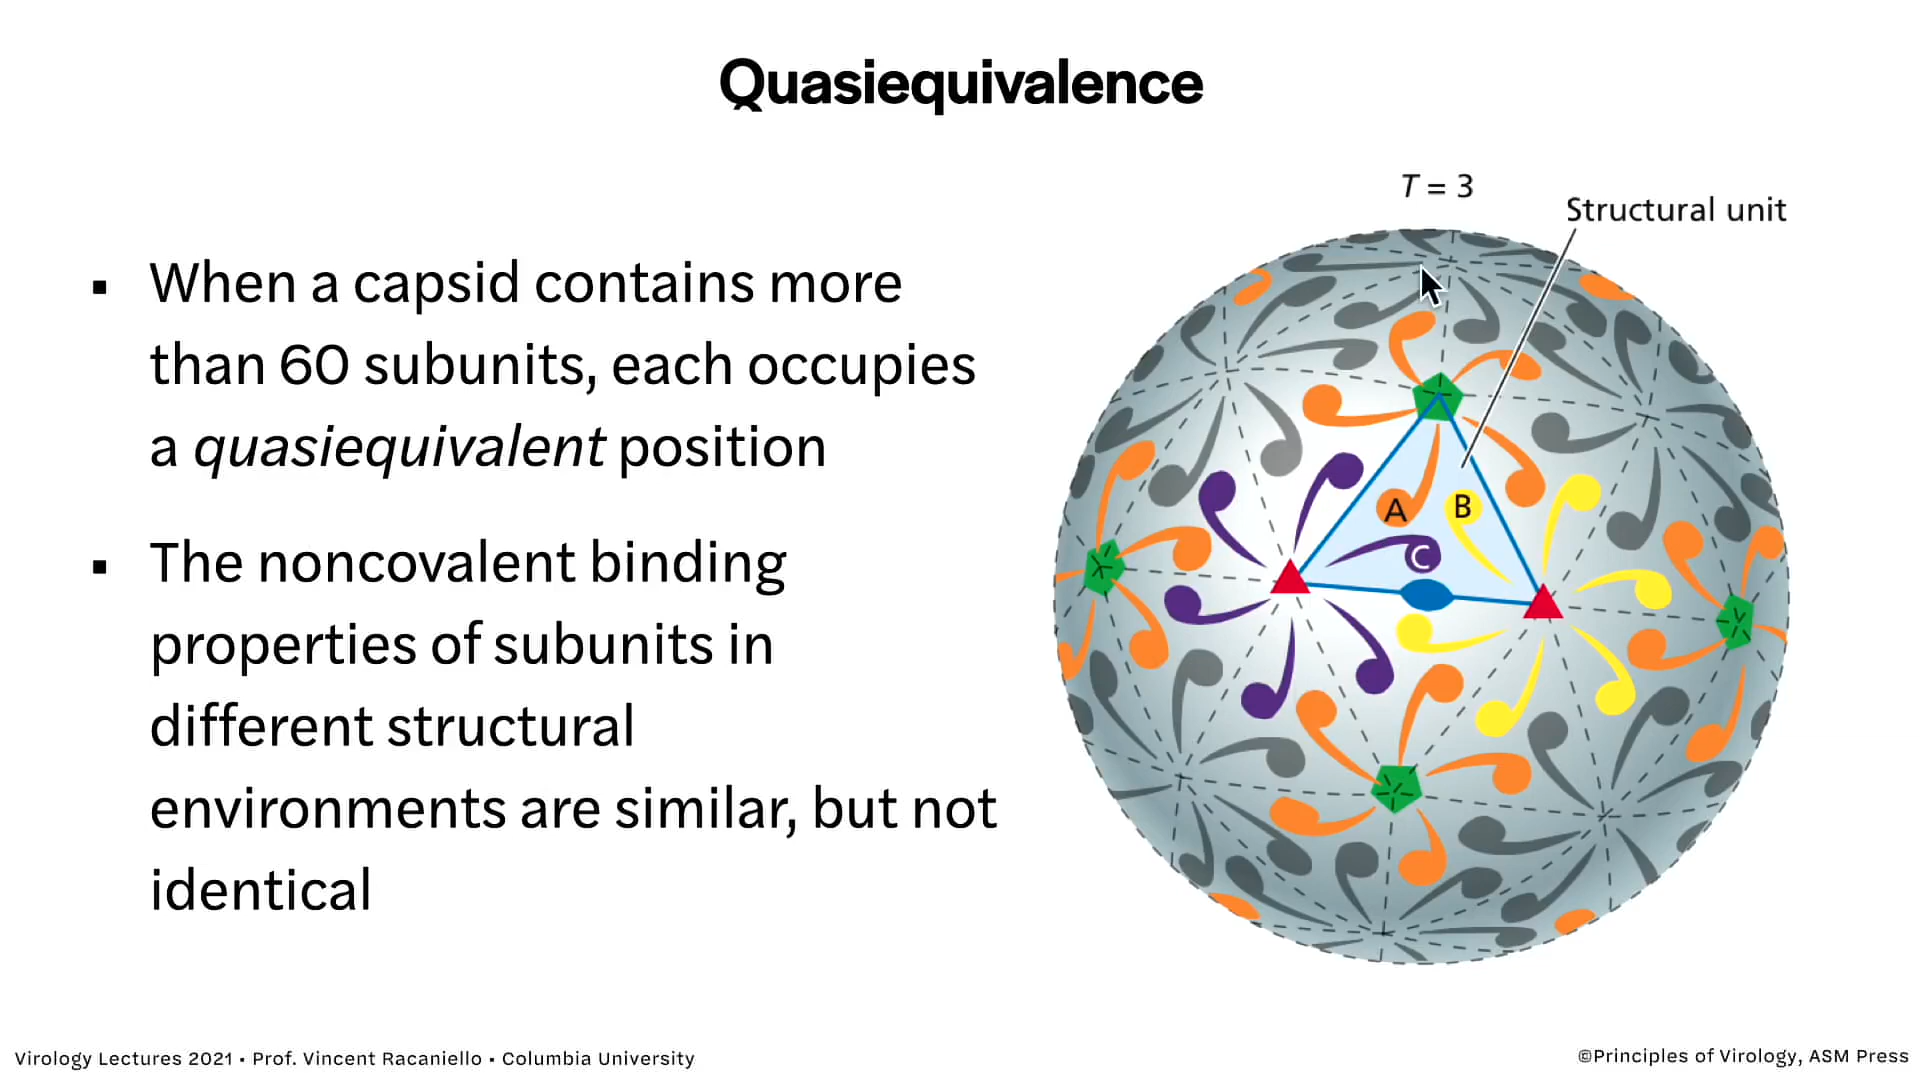 Quasiequivalence
▪ When a capsid contains more
than 60 subunits, each occupies
a quasiequivalent position
▪ The noncovalent binding
properties of subunits in
different structural
environments are similar, but not
identical
T = 3
Structural unit
A
B
C
Virology Lectures 2021 • Prof. Vincent Racaniello • Columbia University
©Principles of Virology, ASM Press